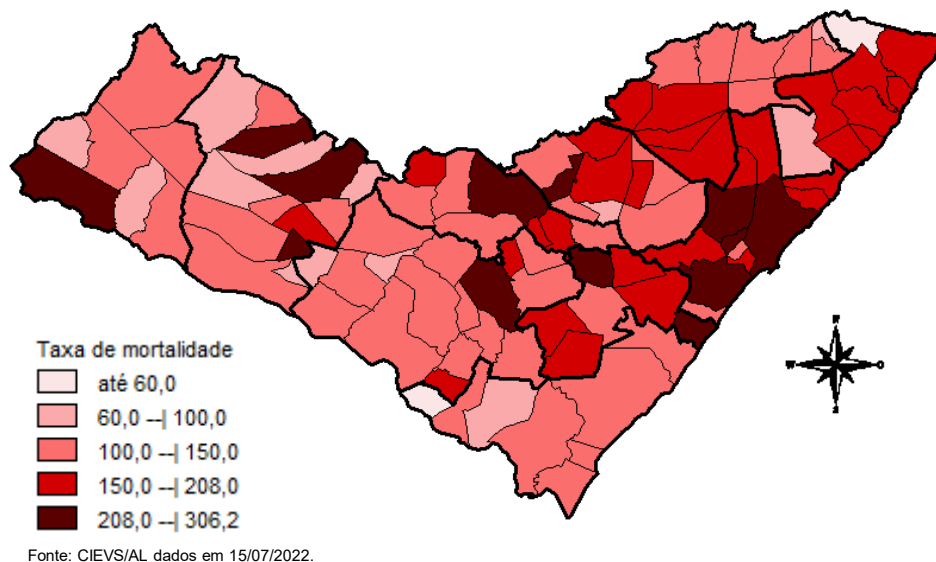 Taxa de mortalidade
até 60,0
60,0 --| 100,0
100,0 --| 150,0
150,0 --| 208,0
208,0 --| 306,2
Fonte: CIEVS/AL dados em 15/07/2022.